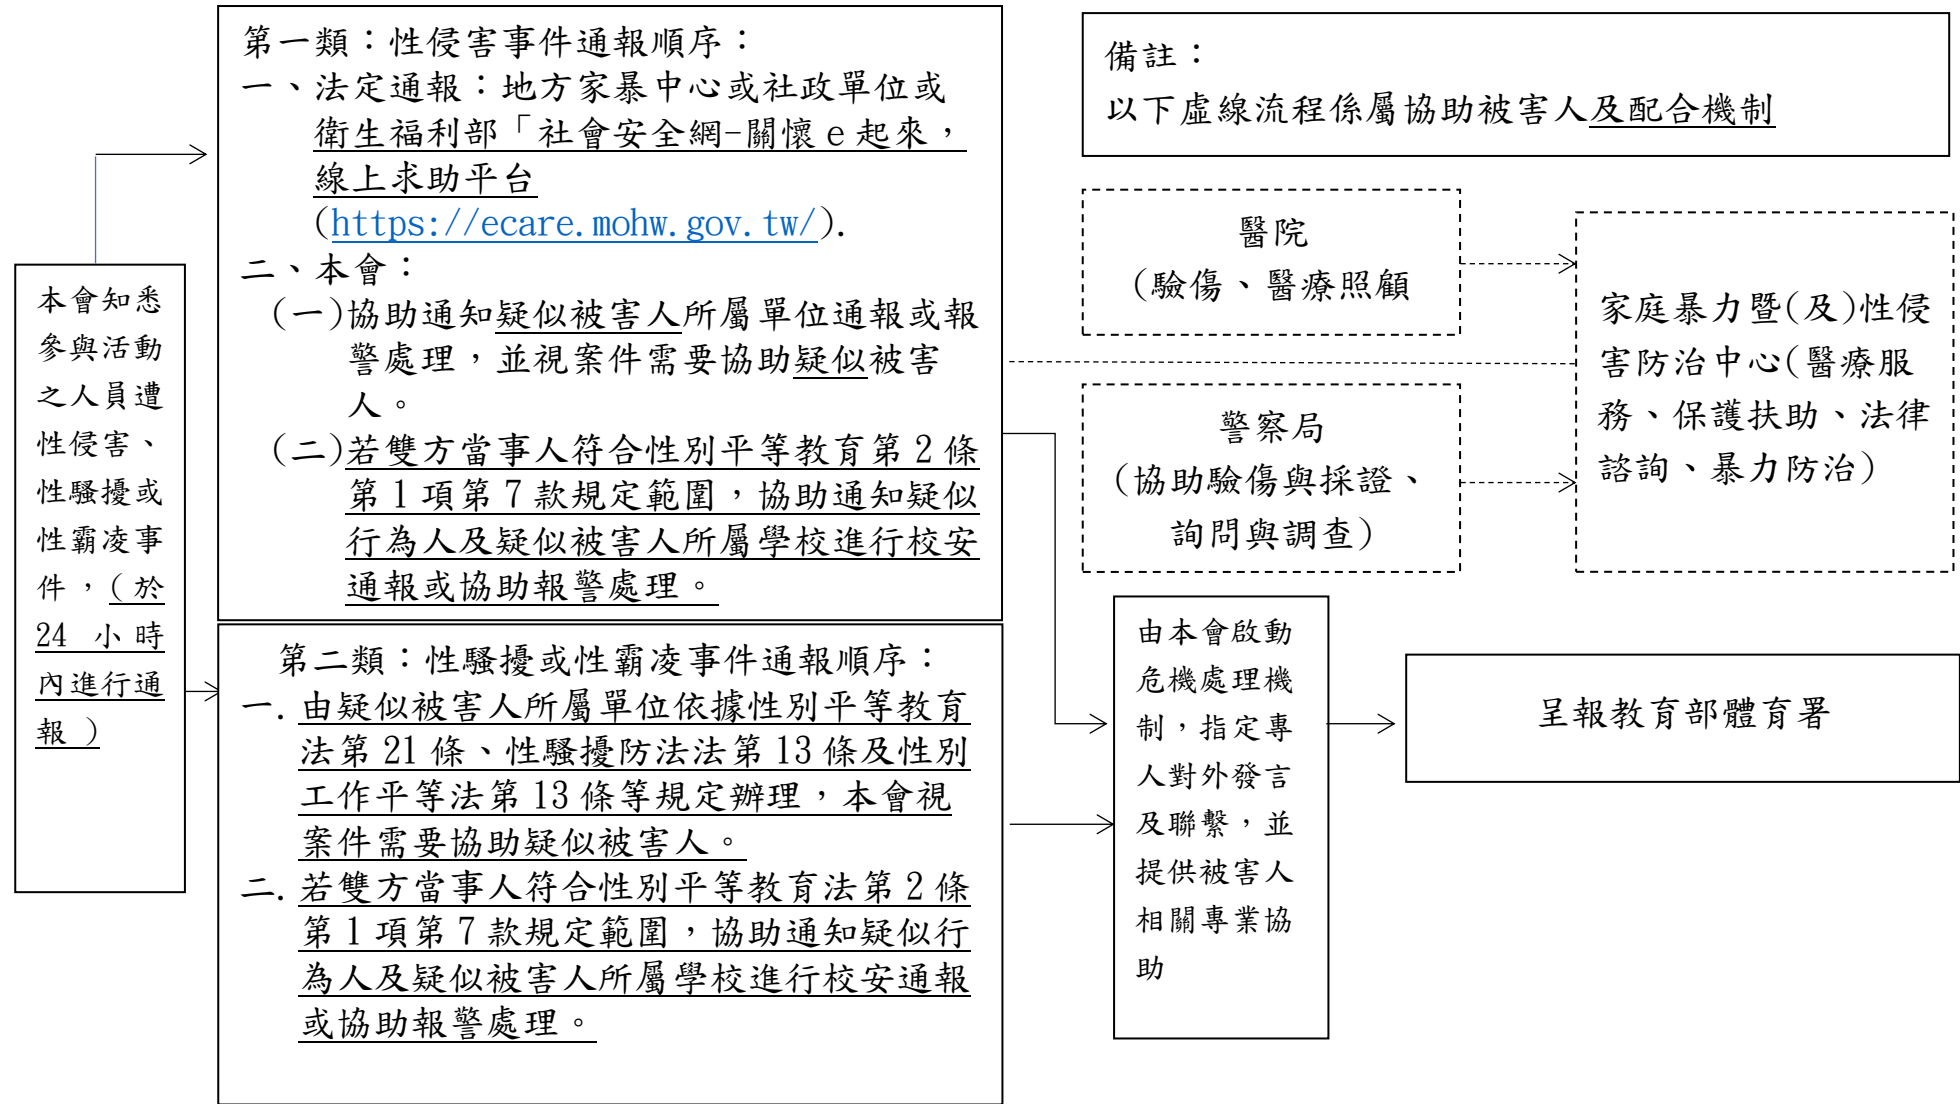 本會知悉
參與活動
之人員遭
性侵害、
性騷擾或
性霸凌事
件，(於
24 小時
內進行通
報 )
第一類：性侵害事件通報順序：
一、法定通報：地方家暴中心或社政單位或
衛生福利部「社會安全網-關懷 e 起來，
線上求助平台
(https://ecare.mohw.gov.tw/).
二、本會：
(一)協助通知疑似被害人所屬單位通報或報
警處理，並視案件需要協助疑似被害
人。
(二)若雙方當事人符合性別平等教育第 2 條
第 1 項第 7 款規定範圍，協助通知疑似
行為人及疑似被害人所屬學校進行校安
通報或協助報警處理。
第二類：性騷擾或性霸凌事件通報順序：
一. 由疑似被害人所屬單位依據性別平等教育
法第 21 條、性騷擾防法法第 13 條及性別
工作平等法第 13 條等規定辦理，本會視
案件需要協助疑似被害人。
二. 若雙方當事人符合性別平等教育法第 2 條
第 1 項第 7 款規定範圍，協助通知疑似行
為人及疑似被害人所屬學校進行校安通報
或協助報警處理。
備註：
以下虛線流程係屬協助被害人及配合機制
醫院
(驗傷、醫療照顧
警察局
(協助驗傷與採證、
詢問與調查)
家庭暴力暨(及)性侵
害防治中心(醫療服
務、保護扶助、法律
諮詢、暴力防治)
由本會啟動
危機處理機
制，指定專
人對外發言
及聯繫，並
提供被害人
相關專業協
助
呈報教育部體育署